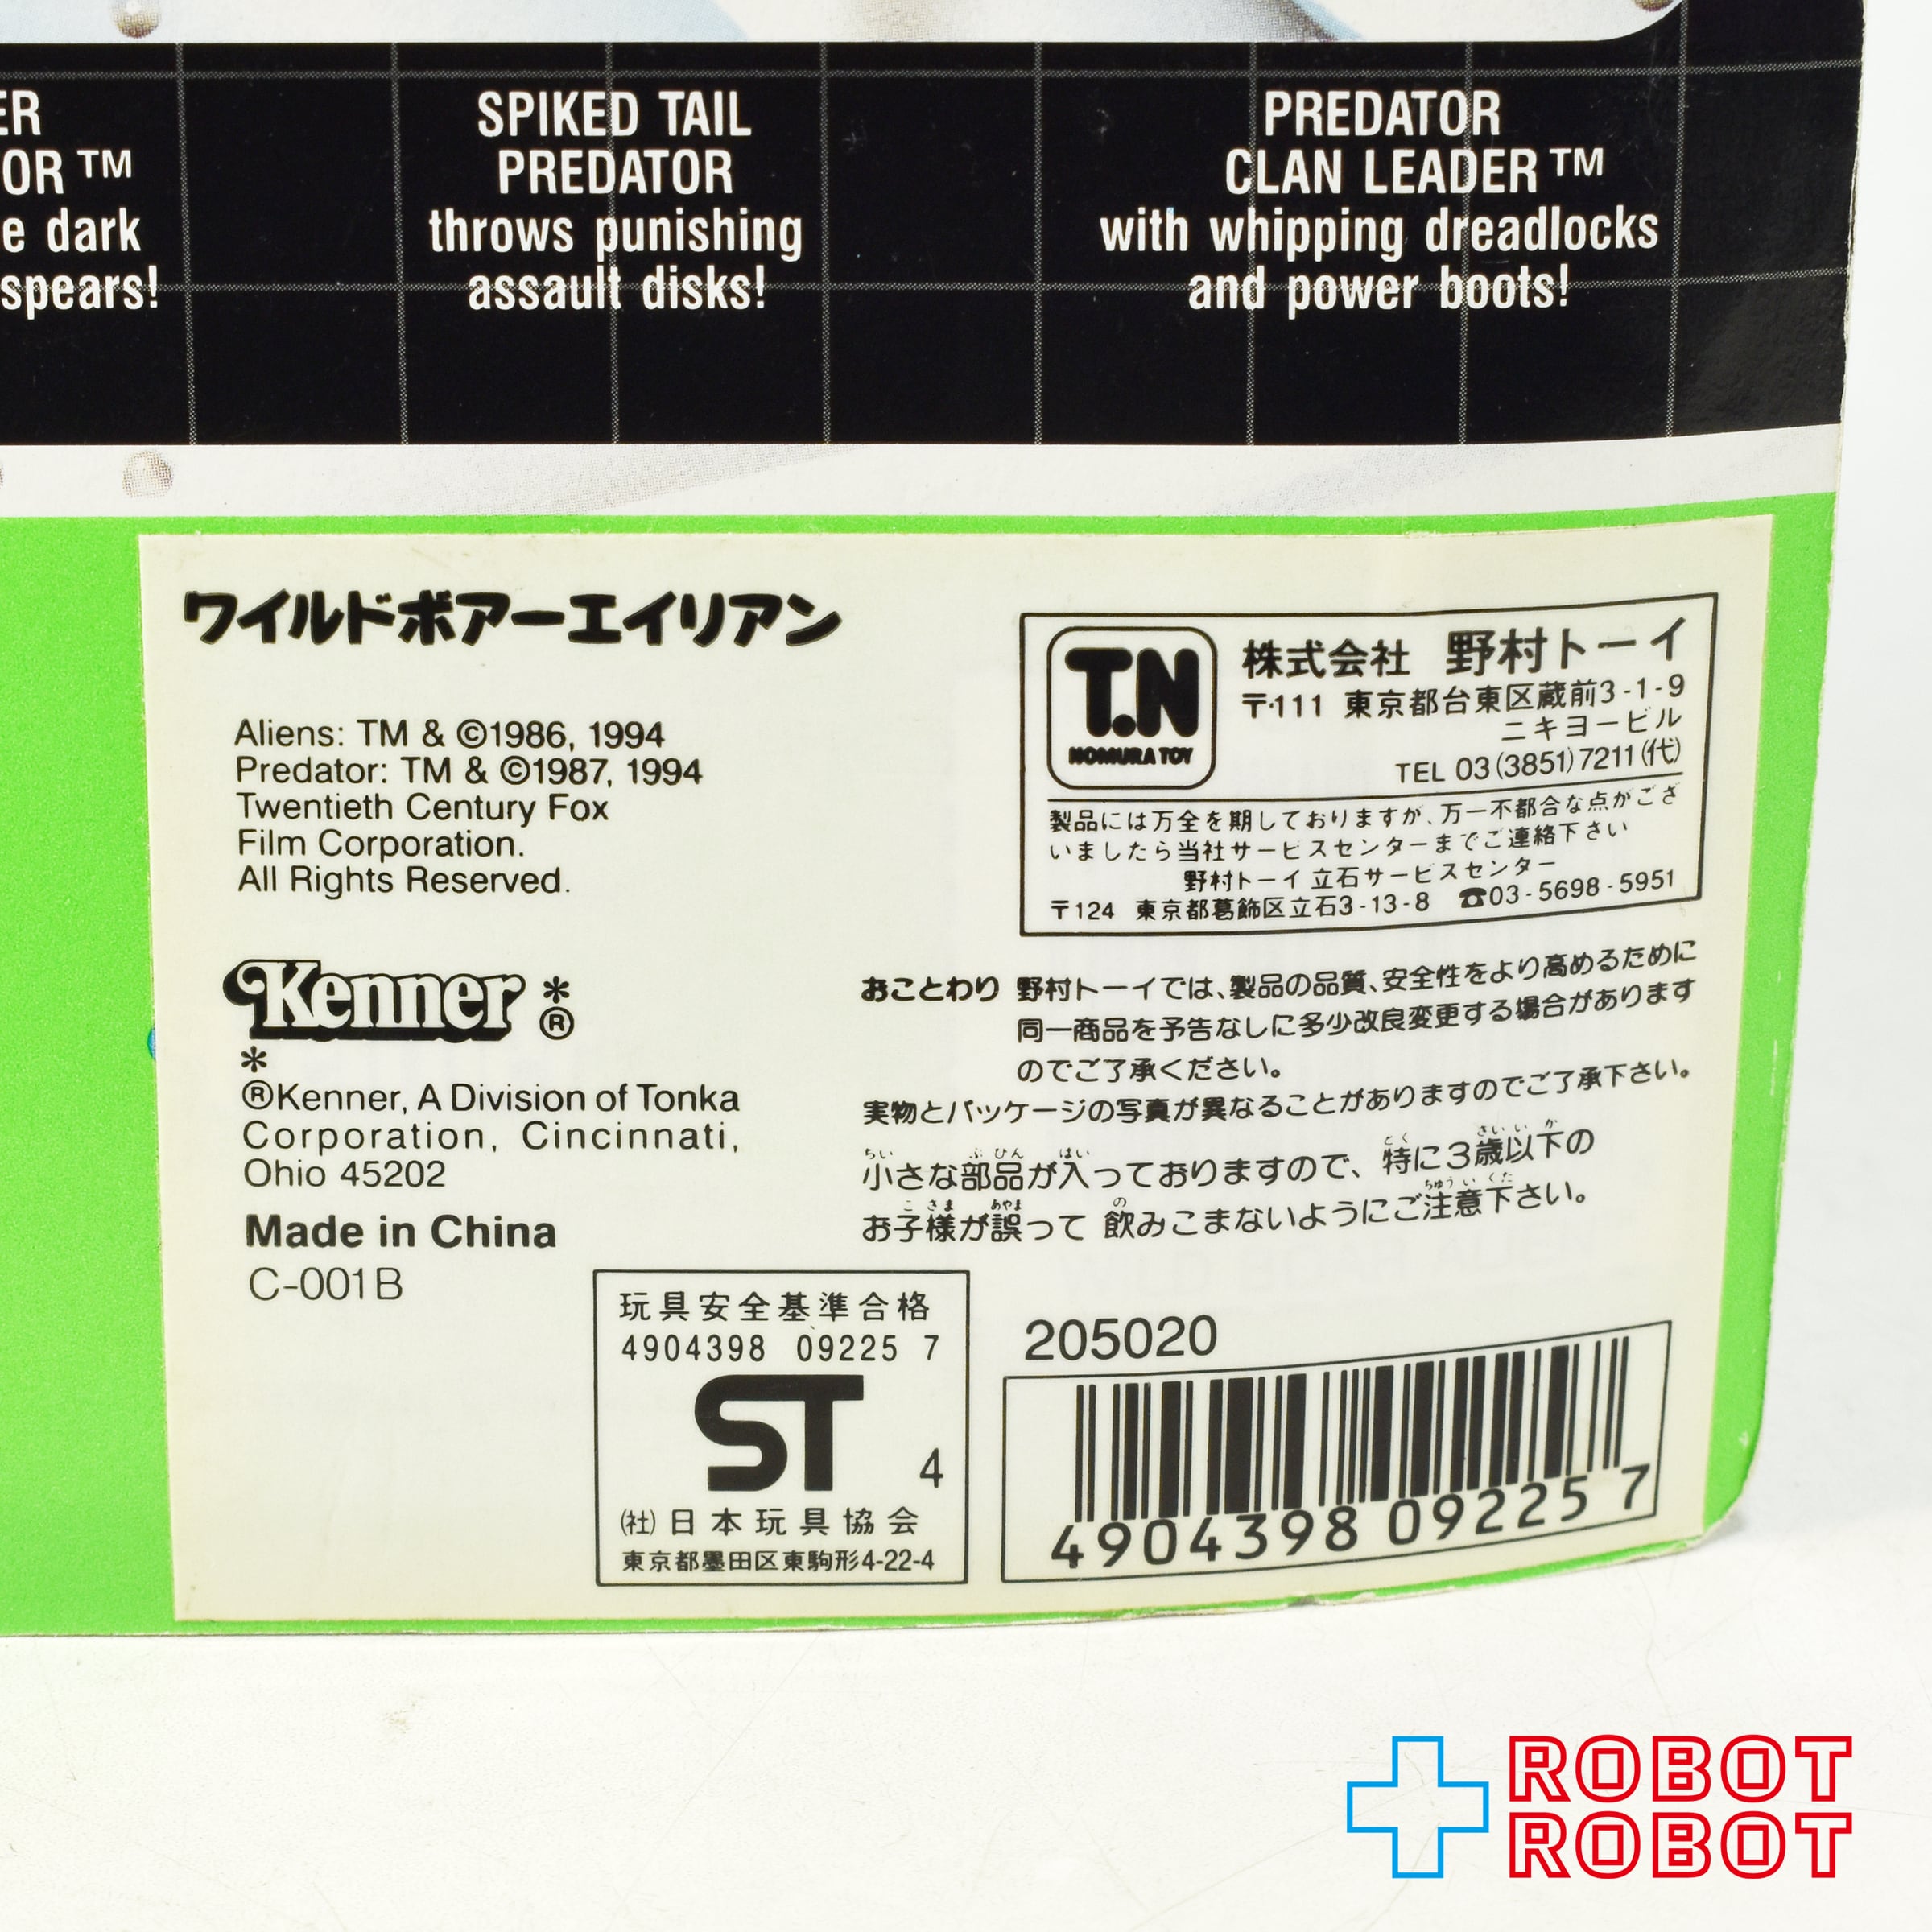 ER
OR ™
e dark
spears!
SPIKED TAIL
PREDATOR
throws punishing
assault disks!
PREDATOR
CLAN LEADER ™
with whipping dreadlocks
and power boots!
ワイルドボアーエイリアン
Aliens: TM & ©1986, 1994
Predator: TM & ©1987, 1994
Twentieth Century Fox
Film Corporation.
All Rights Reserved.
Kenner *
®
*
®Kenner, A Division of Tonka
Corporation, Cincinnati,
Ohio 45202
Made in China
C-001B
T.N
NOMURA TOY
株式会社 野村トーイ
〒111 東京都台東区蔵前3-1-9
ニキヨービル
TEL 03(3851)7211(代)
製品には万全を期しておりますが、万一不都合な点がござ
いましたら当社サービスセンターまでご連絡下さい
野村トーイ 立石サービスセンター
〒124 東京都葛飾区立石3-13-8 ☎03-5698-5951
おことわり 野村トーイでは、製品の品質、安全性をより高めるために
同一商品を予告なしに多少改良変更する場合があります
のでご了承ください。
実物とパッケージの写真が異なることがありますのでご了承下さい。
小さな部品が入っておりますので、特に3歳以下の
お子様が誤って 飲みこまないようにご注意下さい。
玩具安全基準合格
4904398 09225 7
ST 4
(社)日本玩具協会
東京都墨田区東駒形4-22-4
205020
4904398 09225 7
ROBOT
ROBOT